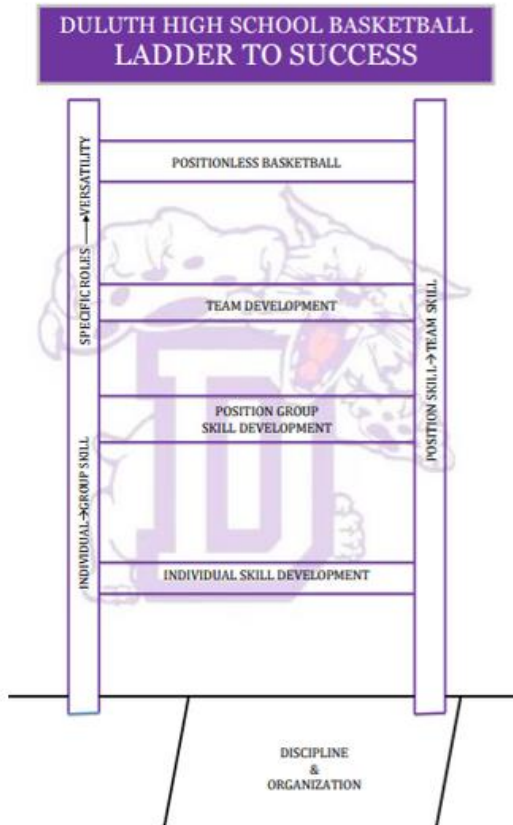 DULUTH HIGH SCHOOL BASKETBALL
LADDER TO SUCCESS
POSITIONLESS BASKETBALL
SPECIFIC ROLES → VERSATILITY
TEAM DEVELOPMENT
POSITION SKILL → TEAM SKILL
POSITION GROUP
SKILL DEVELOPMENT
INDIVIDUAL → GROUP SKILL
INDIVIDUAL SKILL DEVELOPMENT
DISCIPLINE
&
ORGANIZATION
D